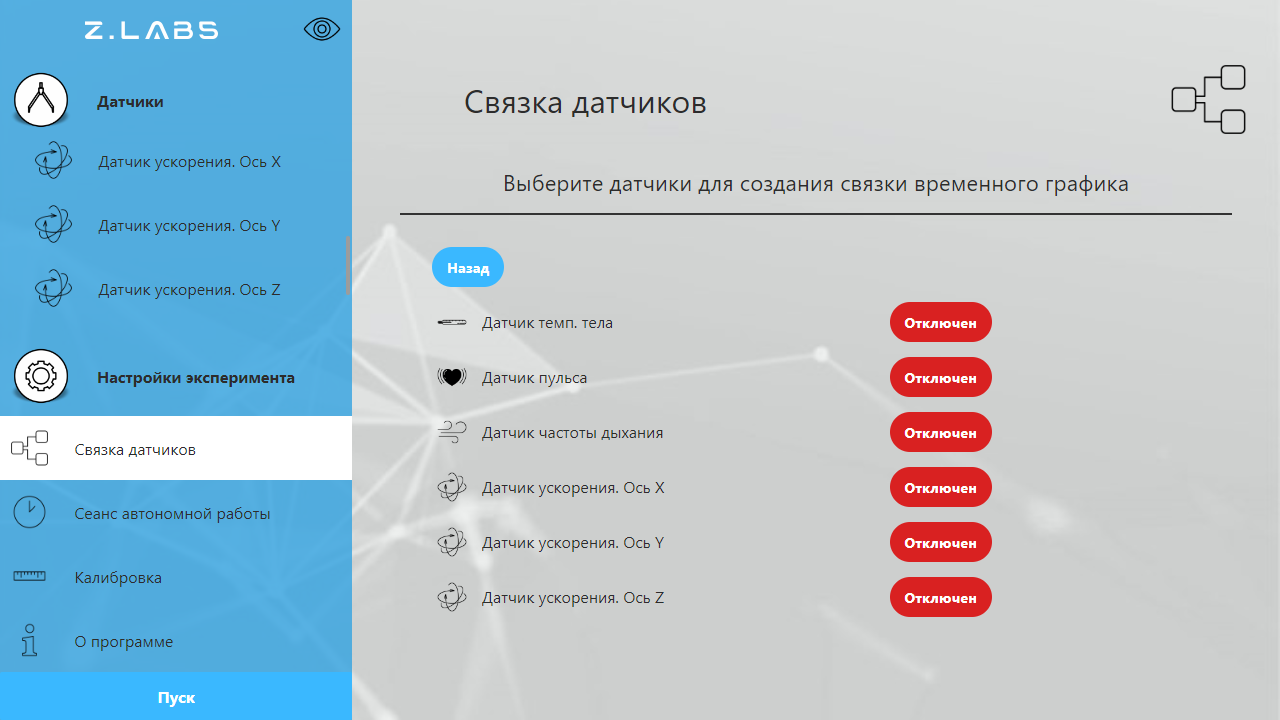 Z.LABS
Датчики
Датчик ускорения. Ось X
Датчик ускорения. Ось Y
Датчик ускорения. Ось Z
Настройки эксперимента
Связка датчиков
Сеанс автономной работы
Калибровка
О программе
Пуск
Связка датчиков
Выберите датчики для создания связки временного графика
Назад
Датчик темп. тела Отключен
Датчик пульса Отключен
Датчик частоты дыхания Отключен
Датчик ускорения. Ось X Отключен
Датчик ускорения. Ось Y Отключен
Датчик ускорения. Ось Z Отключен